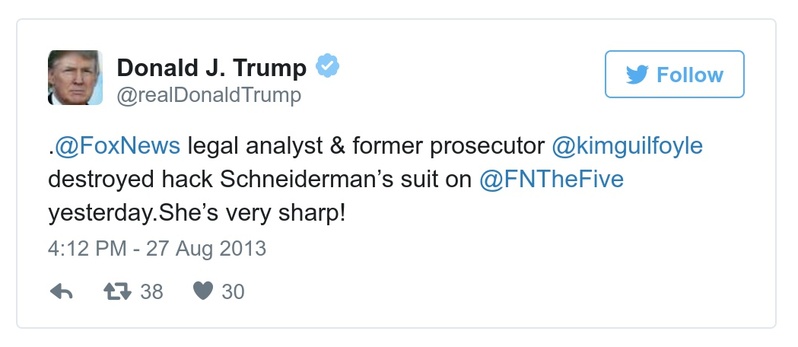 Donald J. Trump
@realDonaldTrump
Follow
.@FoxNews legal analyst & former prosecutor @kimguilfoyle
destroyed hack Schneiderman’s suit on @FNTheFive
yesterday.She’s very sharp!
4:12 PM - 27 Aug 2013
38 30